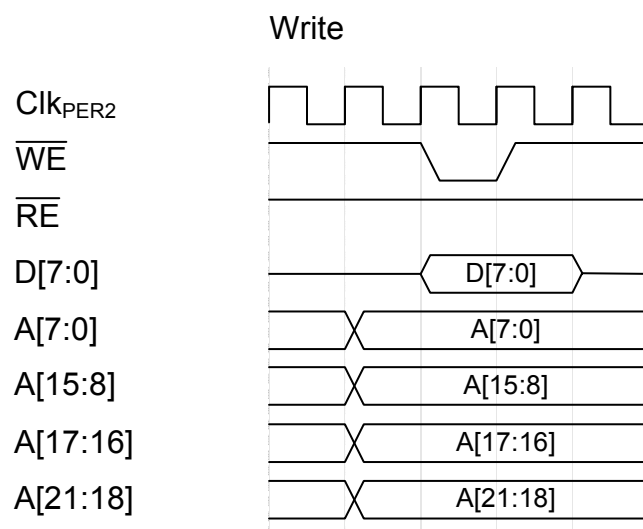 Write
ClkPER2
WE
RE
D[7:0] D[7:0]
A[7:0] A[7:0]
A[15:8] A[15:8]
A[17:16] A[17:16]
A[21:18] A[21:18]